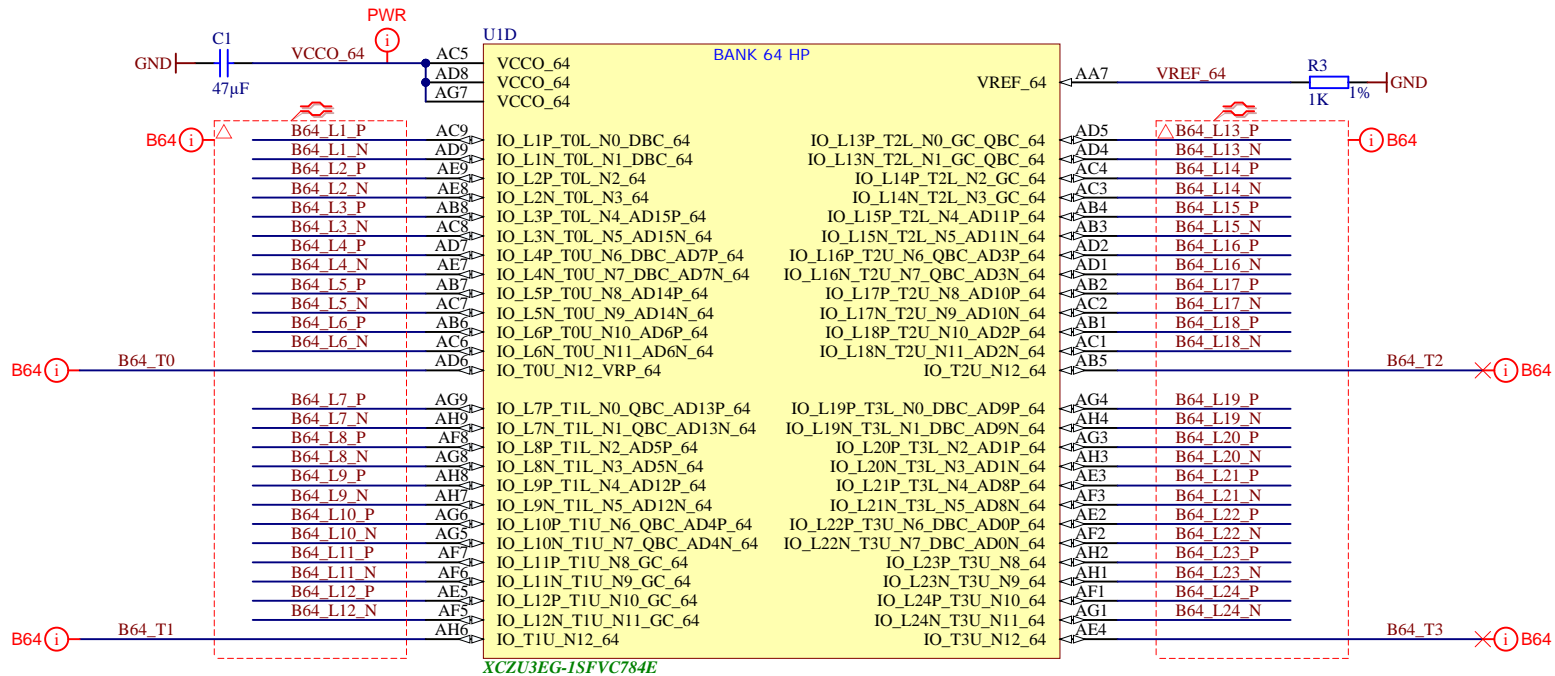 PWR
U1D
C1
VCCO_64
AC5
VCCO_64
BANK 64 HP
GND
AD8
VCCO_64
VREF_64
AA7
VREF_64
R3
GND
47µF
AG7
VCCO_64
1K
1%
B64
B64_L1_P
AC9
IO_L1P_T0L_N0_DBC_64
IO_L13P_T2L_N0_GC_QBC_64
AD5
B64_L13_P
B64
B64_L1_N
AD9
IO_L1N_T0L_N1_DBC_64
IO_L13N_T2L_N1_GC_QBC_64
AD4
B64_L13_N
B64_L2_P
AE9
IO_L2P_T0L_N2_64
IO_L14P_T2L_N2_GC_64
AC4
B64_L14_P
B64_L2_N
AE8
IO_L2N_T0L_N3_64
IO_L14N_T2L_N3_GC_64
AC3
B64_L14_N
B64_L3_P
AB8
IO_L3P_T0L_N4_AD15P_64
IO_L15P_T2L_N4_AD11P_64
AB4
B64_L15_P
B64_L3_N
AC8
IO_L3N_T0L_N5_AD15N_64
IO_L15N_T2L_N5_AD11N_64
AB3
B64_L15_N
B64_L4_P
AD7
IO_L4P_T0U_N6_DBC_AD7P_64
IO_L16P_T2U_N6_QBC_AD3P_64
AD2
B64_L16_P
B64_L4_N
AE7
IO_L4N_T0U_N7_DBC_AD7N_64
IO_L16N_T2U_N7_QBC_AD3N_64
AD1
B64_L16_N
B64_L5_P
AB7
IO_L5P_T0U_N8_AD14P_64
IO_L17P_T2U_N8_AD10P_64
AB2
B64_L17_P
B64_L5_N
AC7
IO_L5N_T0U_N9_AD14N_64
IO_L17N_T2U_N9_AD10N_64
AC2
B64_L17_N
B64_L6_P
AB6
IO_L6P_T0U_N10_AD6P_64
IO_L18P_T2U_N10_AD2P_64
AB1
B64_L18_P
B64_L6_N
AC6
IO_L6N_T0U_N11_AD6N_64
IO_L18N_T2U_N11_AD2N_64
AC1
B64_L18_N
B64
B64_T0
AD6
IO_T0U_N12_VRP_64
IO_T2U_N12_64
AB5
B64_T2
B64
B64_L7_P
AG9
IO_L7P_T1L_N0_QBC_AD13P_64
IO_L19P_T3L_N0_DBC_AD9P_64
AG4
B64_L19_P
B64_L7_N
AH9
IO_L7N_T1L_N1_QBC_AD13N_64
IO_L19N_T3L_N1_DBC_AD9N_64
AH4
B64_L19_N
B64_L8_P
AF8
IO_L8P_T1L_N2_AD5P_64
IO_L20P_T3L_N2_AD1P_64
AG3
B64_L20_P
B64_L8_N
AG8
IO_L8N_T1L_N3_AD5N_64
IO_L20N_T3L_N3_AD1N_64
AH3
B64_L20_N
B64_L9_P
AH8
IO_L9P_T1L_N4_AD12P_64
IO_L21P_T3L_N4_AD8P_64
AE3
B64_L21_P
B64_L9_N
AH7
IO_L9N_T1L_N5_AD12N_64
IO_L21N_T3L_N5_AD8N_64
AF3
B64_L21_N
B64_L10_P
AG6
IO_L10P_T1U_N6_QBC_AD4P_64
IO_L22P_T3U_N6_DBC_AD0P_64
AE2
B64_L22_P
B64_L10_N
AG5
IO_L10N_T1U_N7_QBC_AD4N_64
IO_L22N_T3U_N7_DBC_AD0N_64
AF2
B64_L22_N
B64_L11_P
AF7
IO_L11P_T1U_N8_GC_64
IO_L23P_T3U_N8_64
AH2
B64_L23_P
B64_L11_N
AF6
IO_L11N_T1U_N9_GC_64
IO_L23N_T3U_N9_64
AH1
B64_L23_N
B64_L12_P
AE5
IO_L12P_T1U_N10_GC_64
IO_L24P_T3U_N10_64
AF1
B64_L24_P
B64_L12_N
AF5
IO_L12N_T1U_N11_GC_64
IO_L24N_T3U_N11_64
AG1
B64_L24_N
B64
B64_T1
AH6
IO_T1U_N12_64
IO_T3U_N12_64
AE4
B64_T3
B64
XCZU3EG-1SFVC784E